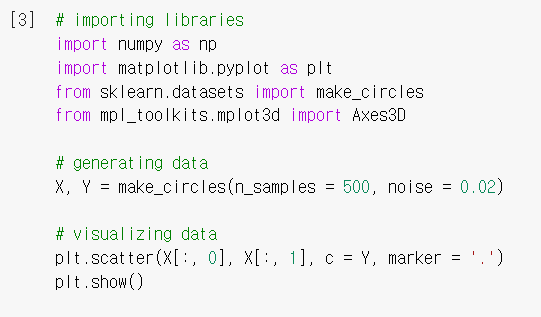 [3] # importing libraries
import numpy as np
import matplotlib.pyplot as plt
from sklearn.datasets import make_circles
from mpl_toolkits.mplot3d import Axes3D
# generating data
X, Y = make_circles(n_samples = 500, noise = 0.02)
# visualizing data
plt.scatter(X[:, 0], X[:, 1], c = Y, marker = '.')
plt.show()